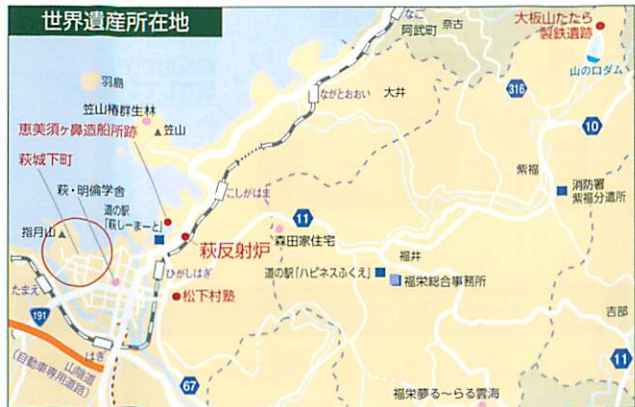 世界遺産所在地
なご
阿武町
奈古
大板山たたら
製鉄遺跡
山の口ダム
羽島
笠山椿群生林
笠山
ながとおおい
大井
316
10
恵美須ヶ鼻造船所跡
萩城下町
萩・明倫学舎
道の駅
「萩しーまーと」
指月山
こしがはま
紫福
消防署
紫福分遣所
11
萩反射炉
森田家住宅
福井
ひがしはぎ
道の駅「ハピネスふくえ」
福栄総合事務所
たまえ
松下村塾
191
吉部
はぎ
山陰道
(自動車専用道路)
67
11
福栄夢る~らる雲海